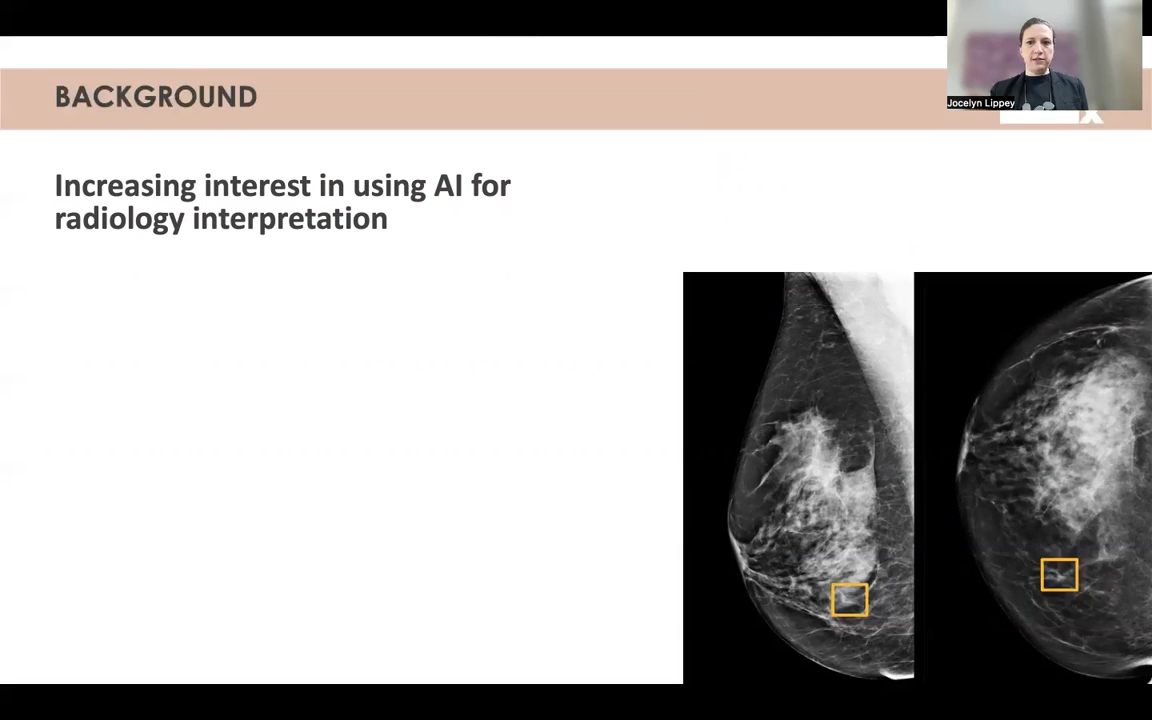 BACKGROUND
Jocelyn Lippey
Increasing interest in using AI for
radiology interpretation